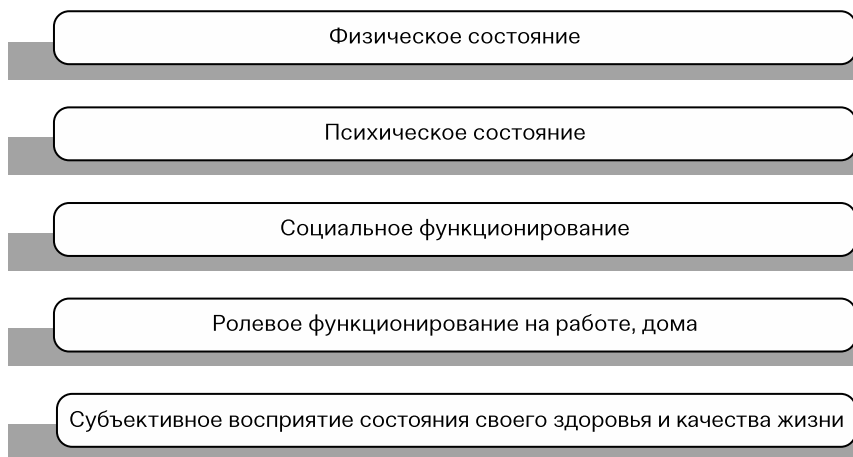 Физическое состояние
Психическое состояние
Социальное функционирование
Ролевое функционирование на работе, дома
Субъективное восприятие состояния своего здоровья и качества жизни